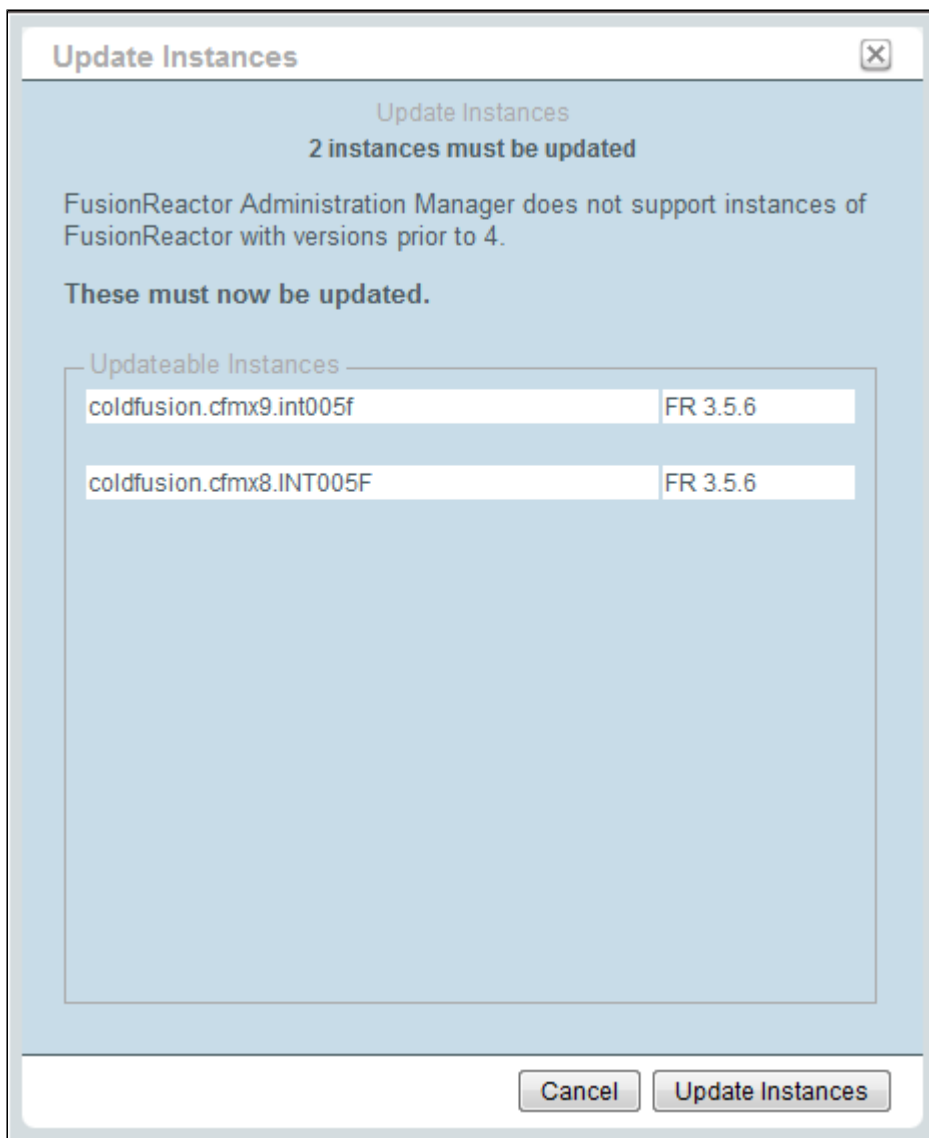 Update Instances
Update Instances
2 instances must be updated
FusionReactor Administration Manager does not support instances of
FusionReactor with versions prior to 4.
These must now be updated.
Updateable Instances
coldfusion.cfmx9.int005f FR 3.5.6
coldfusion.cfmx8.INT005F FR 3.5.6
Cancel Update Instances